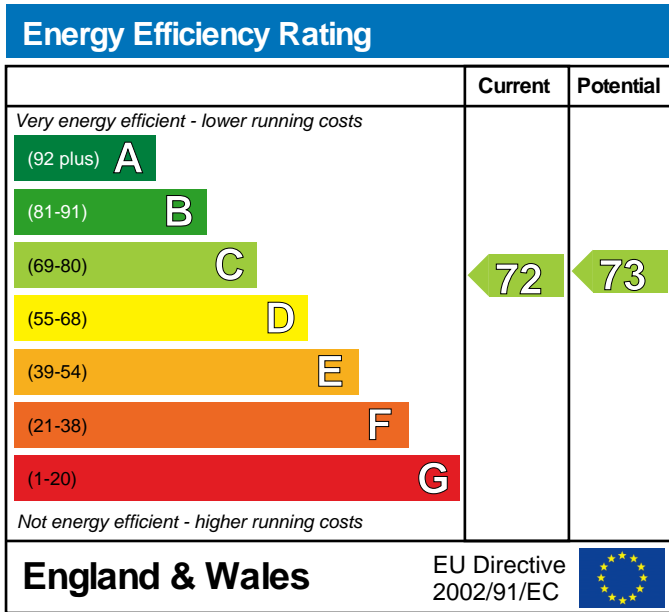 Energy Efficiency Rating
Current Potential
Very energy efficient - lower running costs
(92 plus) A
(81-91) B
(69-80) C 72 73
(55-68) D
(39-54) E
(21-38) F
(1-20) G
Not energy efficient - higher running costs
England & Wales
EU Directive
2002/91/EC